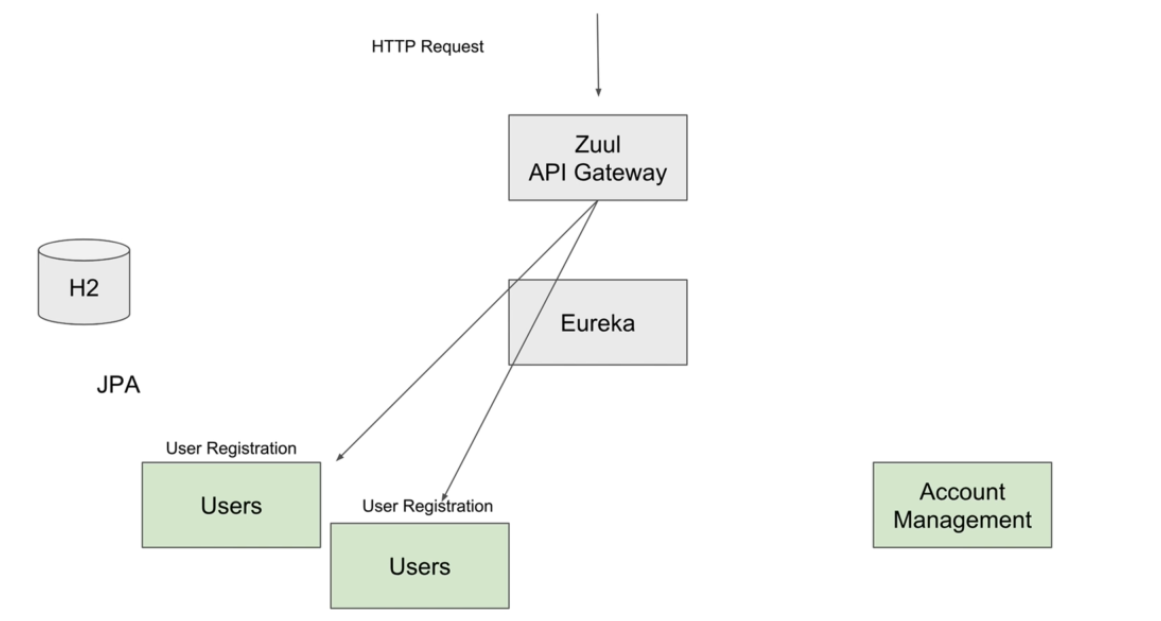 HTTP Request
Zuul
API Gateway
H2
Eureka
JPA
User Registration
Users
User Registration
Users
Account
Management